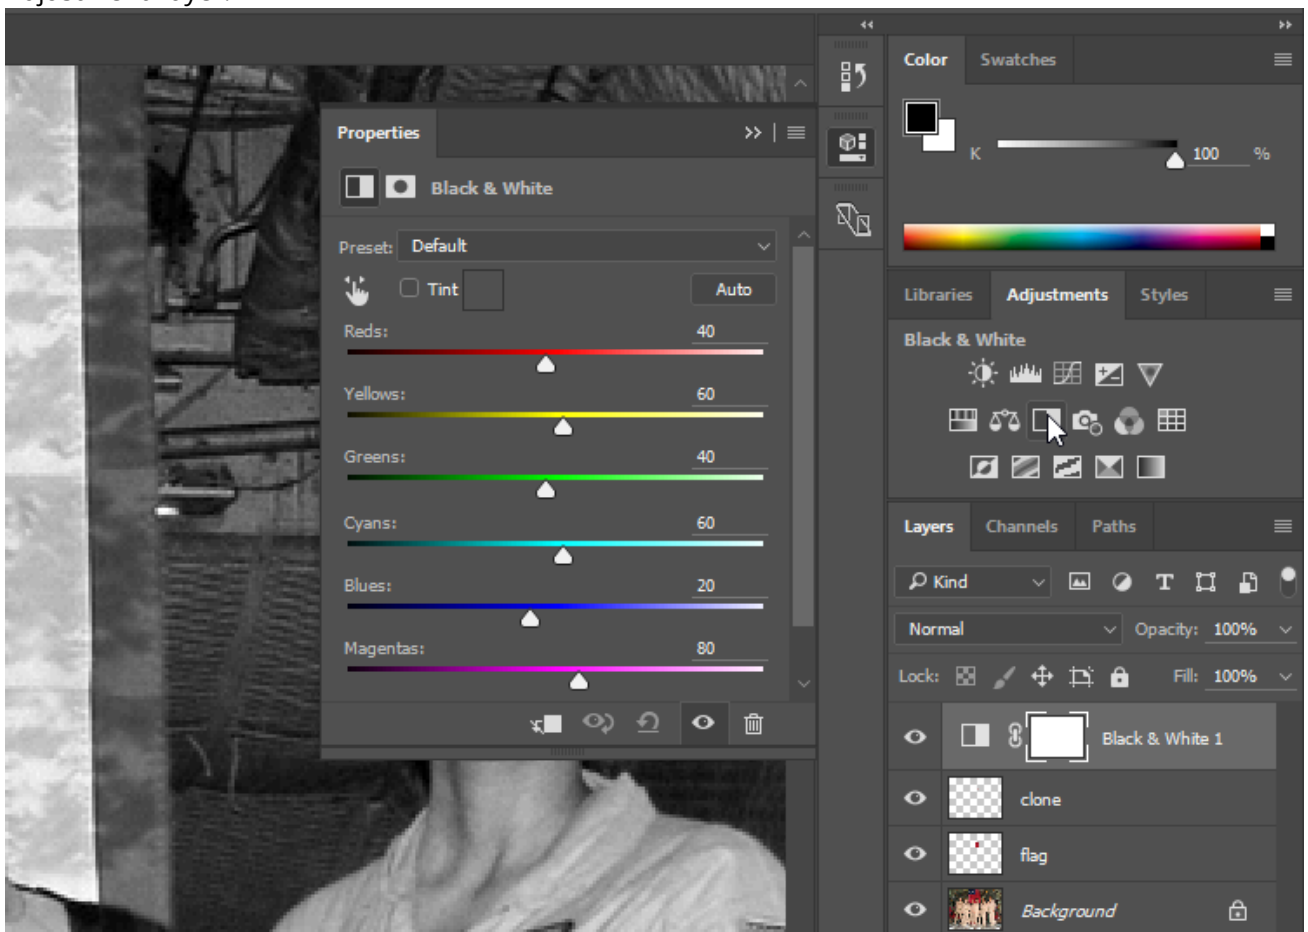 Color Swatches
K 100 %
Properties
Black & White
Preset: Default
Tint Auto
Reds: 40
Yellows: 60
Greens: 40
Cyans: 60
Blues: 20
Magentas: 80
Libraries Adjustments Styles
Black & White
Layers Channels Paths
Kind
Normal Opacity: 100%
Lock: Fill: 100%
Black & White 1
clone
flag
Background